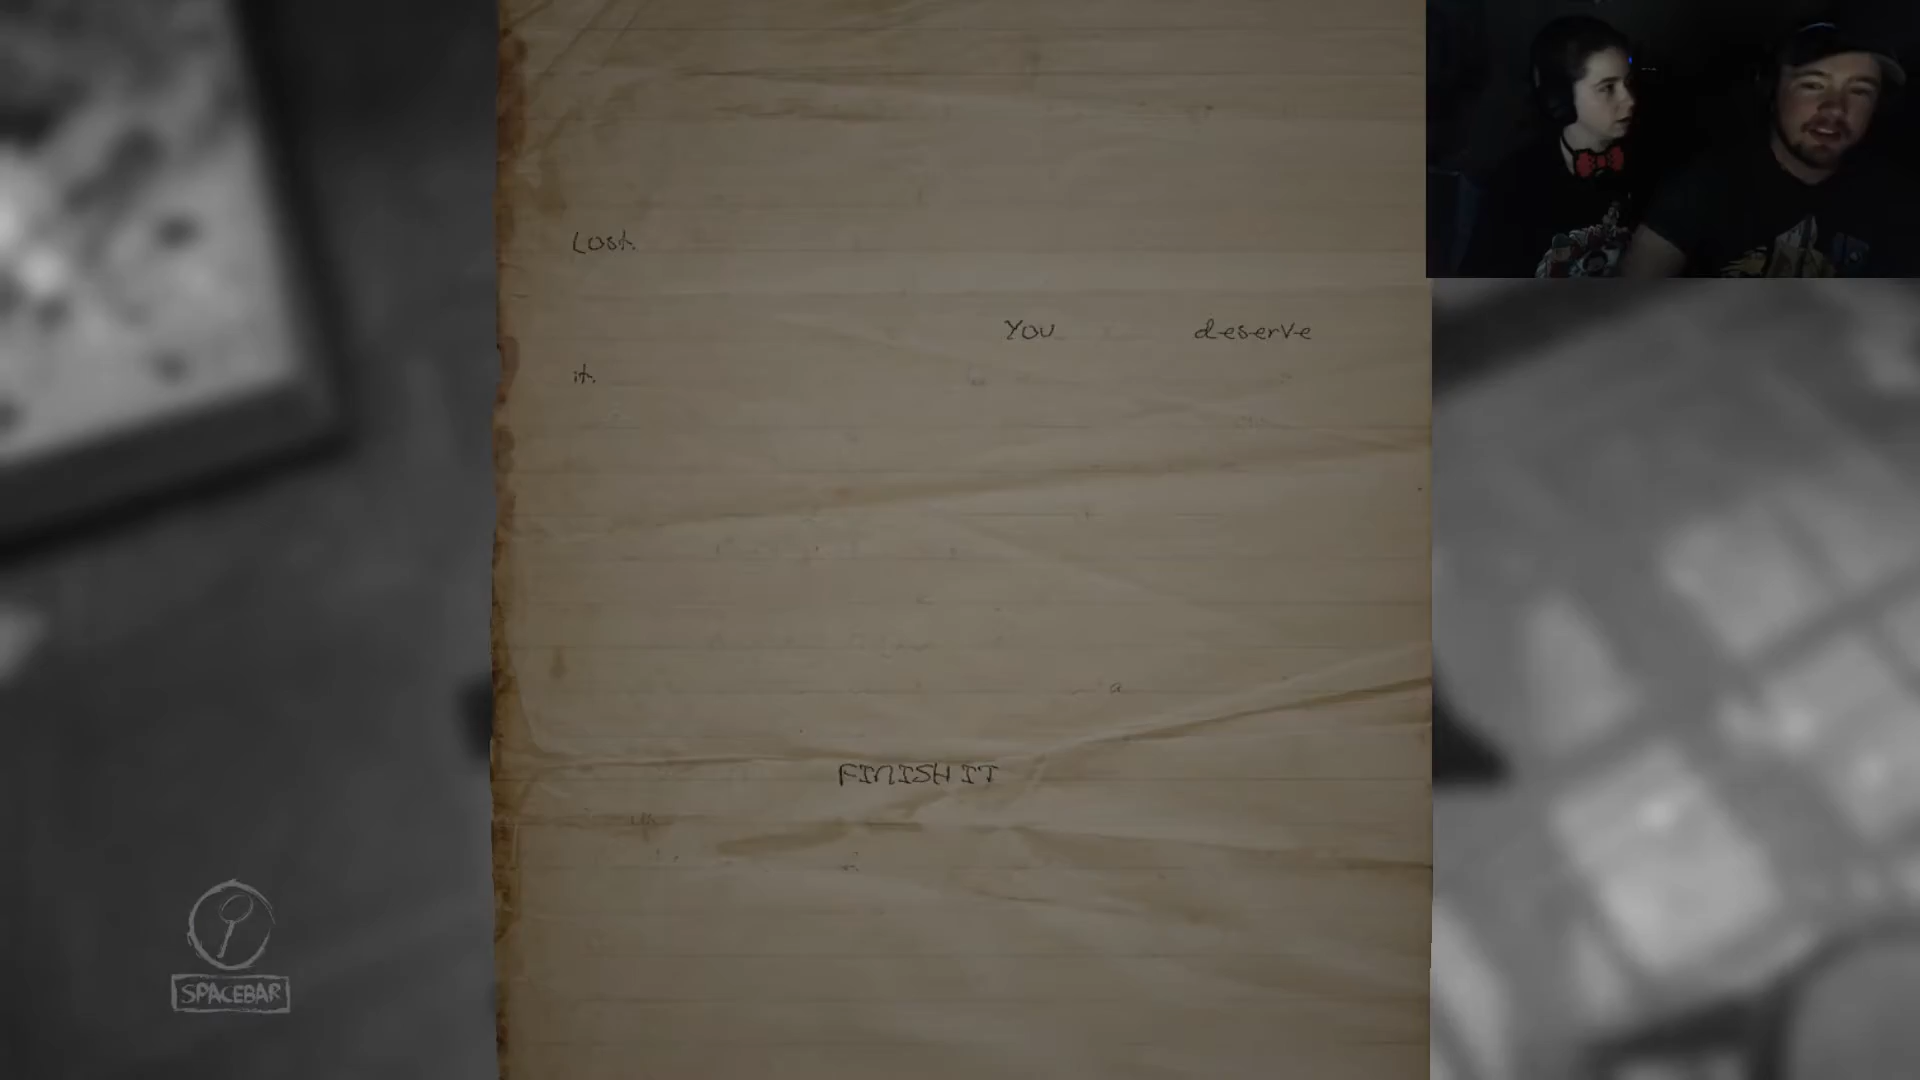 Lost.
You deserve
it.
a
FINISH IT
SPACEBAR